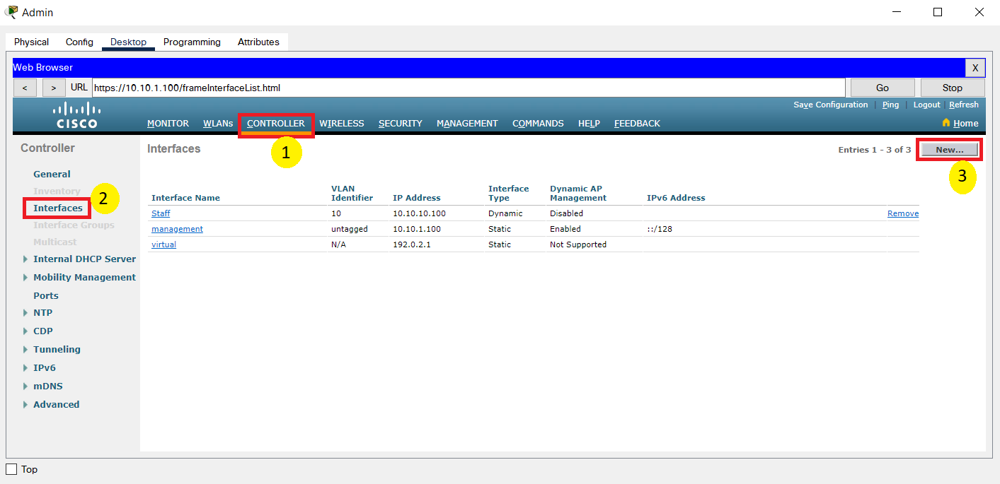 Admin
Physical Config Desktop Programming Attributes
Web Browser X
< > URL https://10.10.1.100/frameInterfaceList.html Go Stop
Save Configuration | Ping | Logout | Refresh
CISCO MONITOR WLANs CONTROLLER WIRELESS SECURITY MANAGEMENT COMMANDS HELP FEEDBACK Home
1
Controller
General
Inventory
2
Interfaces
Interface Groups
Multicast
Internal DHCP Server
Mobility Management
Ports
NTP
CDP
Tunneling
IPv6
mDNS
Advanced
Interfaces Entries 1 - 3 of 3 New...
3
Interface Name VLAN Identifier IP Address Interface Type Dynamic AP Management IPv6 Address
Staff 10 10.10.10.100 Dynamic Disabled Remove
management untagged 10.10.1.100 Static Enabled ::/128
virtual N/A 192.0.2.1 Static Not Supported
Top